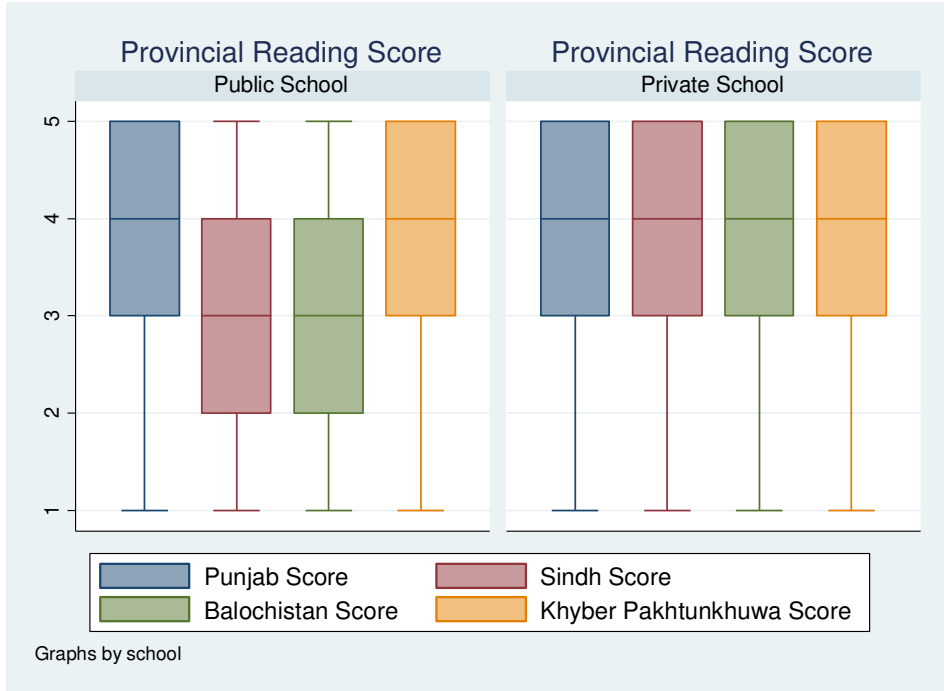 Provincial Reading Score
Public School
Provincial Reading Score
Private School
5
4
3
2
1
Punjab Score
Sindh Score
Balochistan Score
Khyber Pakhtunkhuwa Score
Graphs by school